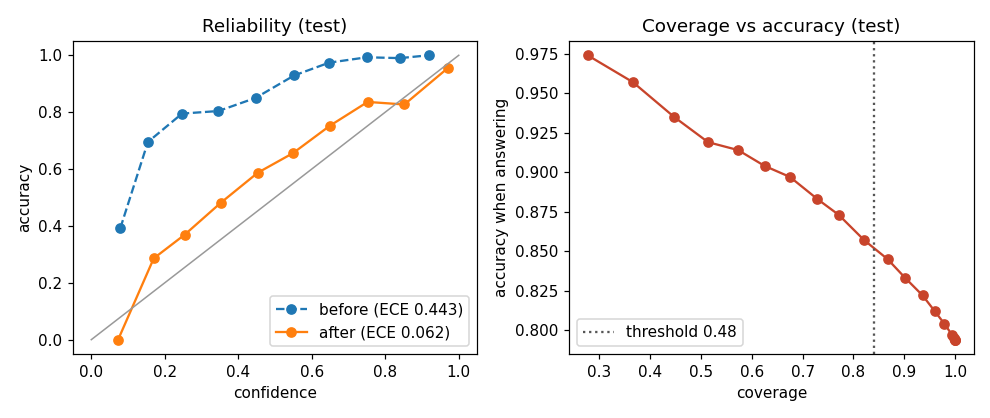 Reliability (test)
1.0
0.8
0.6
0.4
0.2
0.0
accuracy
before (ECE 0.443)
after (ECE 0.062)
0.0 0.2 0.4 0.6 0.8 1.0
confidence
Coverage vs accuracy (test)
0.975
0.950
0.925
0.900
0.875
0.850
0.825
0.800
accuracy when answering
threshold 0.48
0.3 0.4 0.5 0.6 0.7 0.8 0.9 1.0
coverage